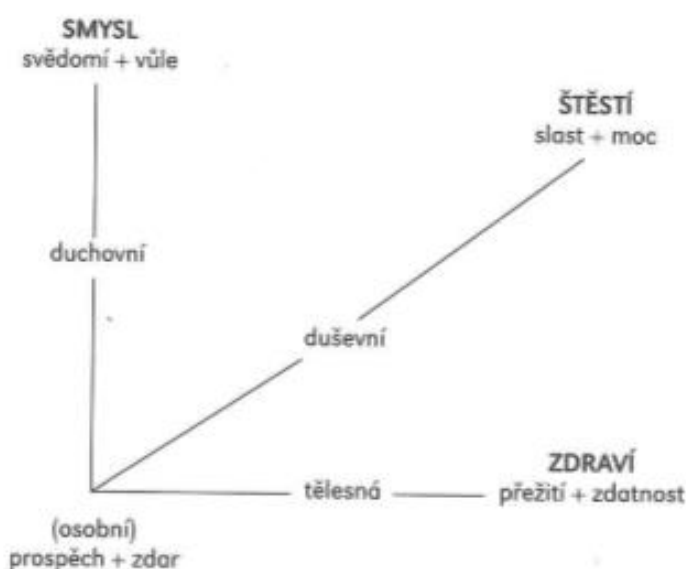 SMYSL
svědomí + vůle
ŠTĚSTÍ
slast + moc
duchovní
duševní
ZDRAVÍ
tělesná
přežití + zdatnost
(osobní)
prospěch + zdar